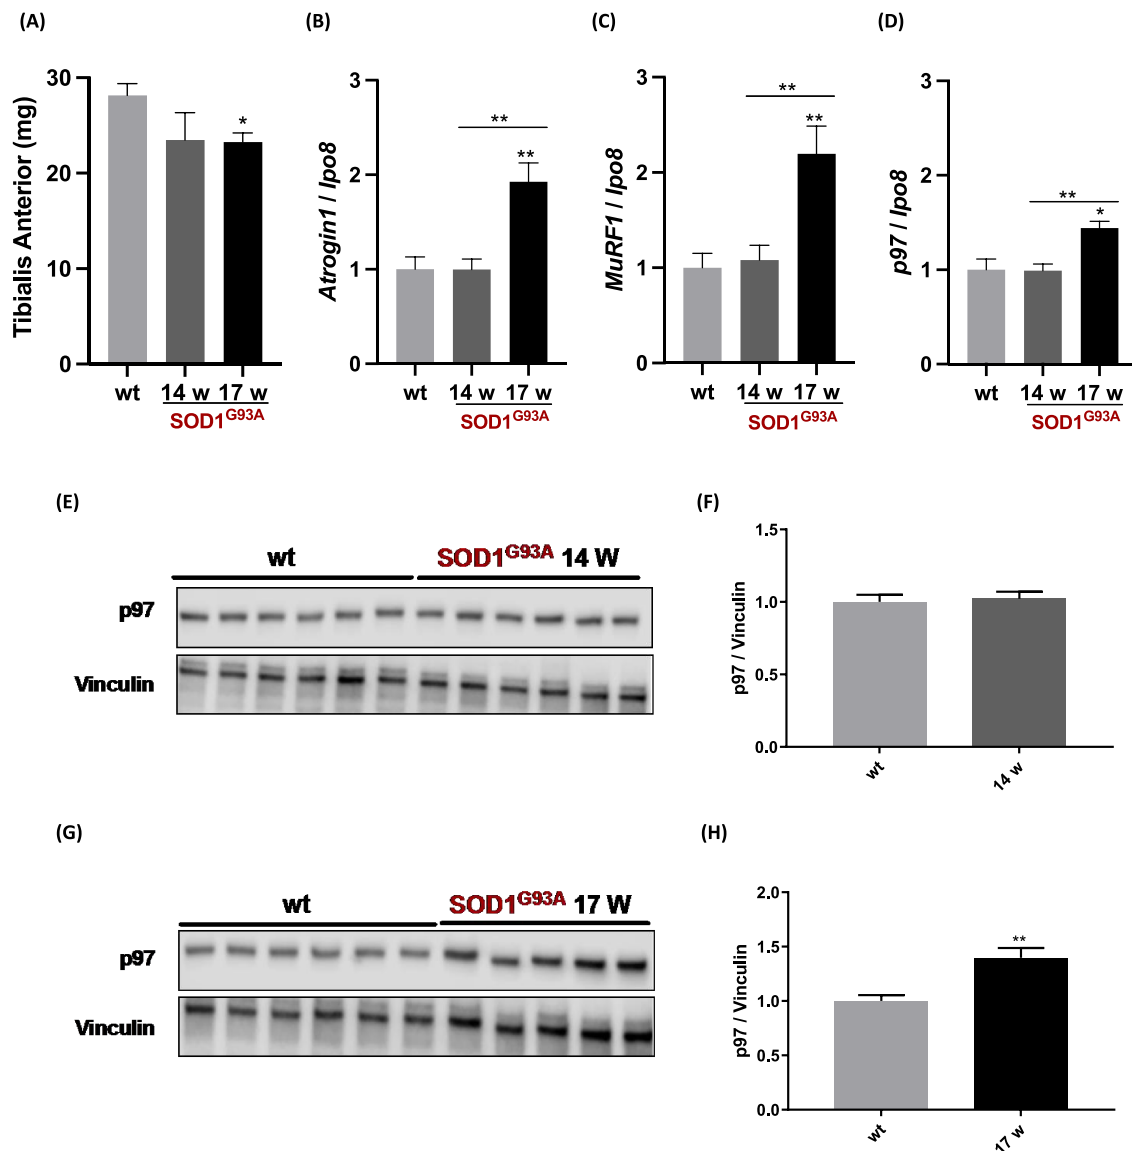 (A)
Tibialis Anterior (mg)
30
20
10
0
*
wt
14 w 17 w
SOD1G93A
(B)
Atrogin1 / Ipo8
3
2
1
0
**
**
wt
14 w 17 w
SOD1G93A
(C)
MuRF1 / Ipo8
3
2
1
0
**
**
wt
14 w 17 w
SOD1G93A
(D)
p97 / Ipo8
3
2
1
0
**
*
wt
14 w 17 w
SOD1G93A
(E)
wt
SOD1G93A 14 W
p97
Vinculin
(F)
p97 / Vinculin
1.5
1.0
0.5
0.0
wt
14 w
(G)
wt
SOD1G93A 17 W
p97
Vinculin
(H)
p97 / Vinculin
2.0
1.5
1.0
0.5
0.0
**
wt
17 w